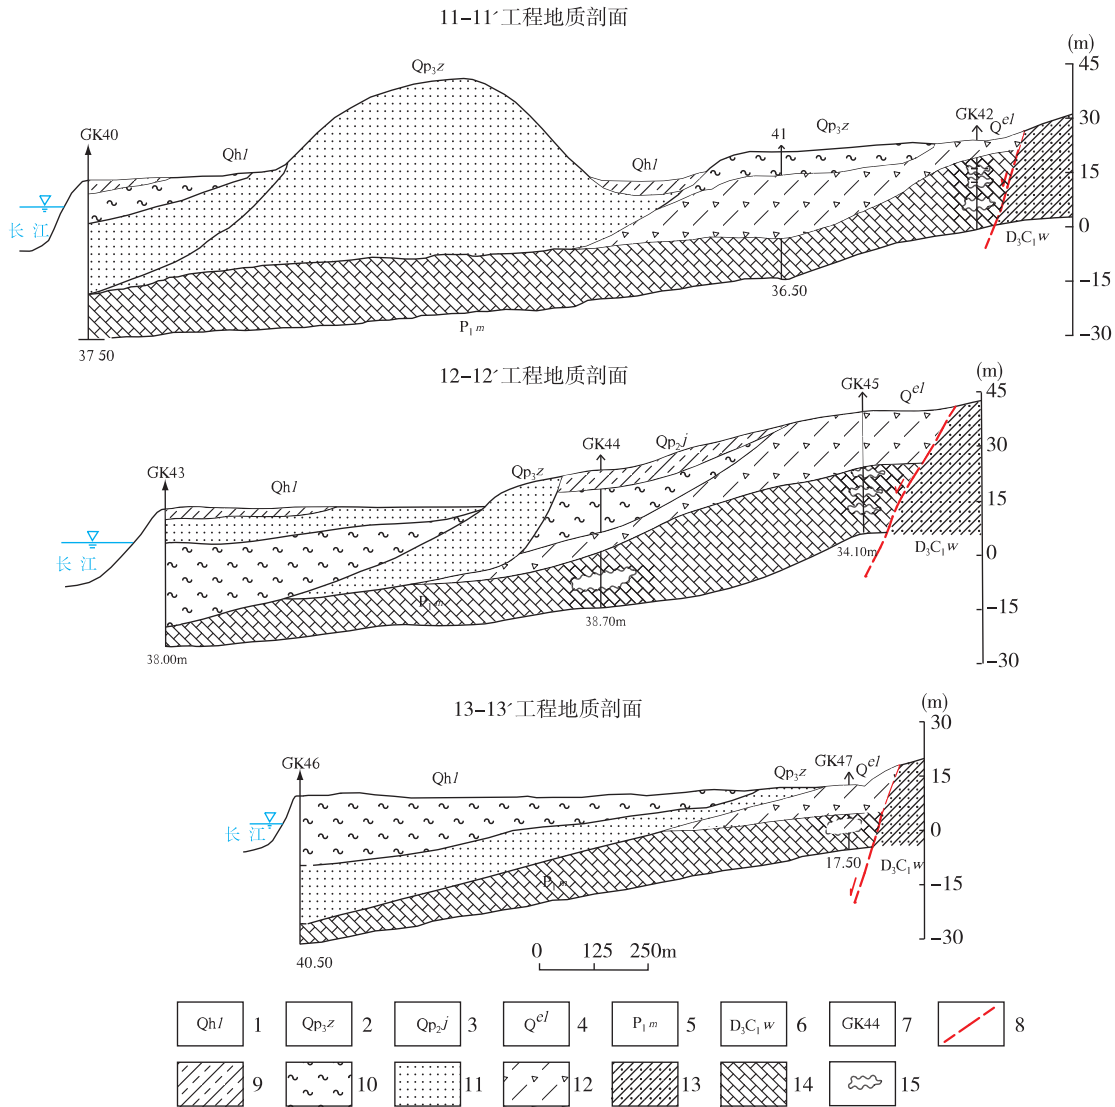 11-11′工程地质剖面
(m)
45
30
15
0
-15
-30
Qp₃z
GK40
Qhl
Qhl
41
Qp₃z
GK42
Qᵉˡ
长 江
D₃C₁w
36.50
P₁m
37 50
12-12′工程地质剖面
(m)
45
30
15
0
-15
-30
GK45
Qᵉˡ
Qp₂j
GK44
Qp₃z
GK43
Qhl
长 江
34.10m
D₃C₁w
P₁m
38.70m
38.00m
13-13′工程地质剖面
(m)
30
15
0
-15
-30
GK46
Qhl
Qp₃z
GK47
Qᵉˡ
长 江
17.50
D₃C₁w
P₁m
40.50
0 125 250m
Qhl 1 Qp₃z 2 Qp₂j 3 Qᵉˡ 4 P₁m 5 D₃C₁w 6 GK44 7 8
9 10 11 12 13 14 15